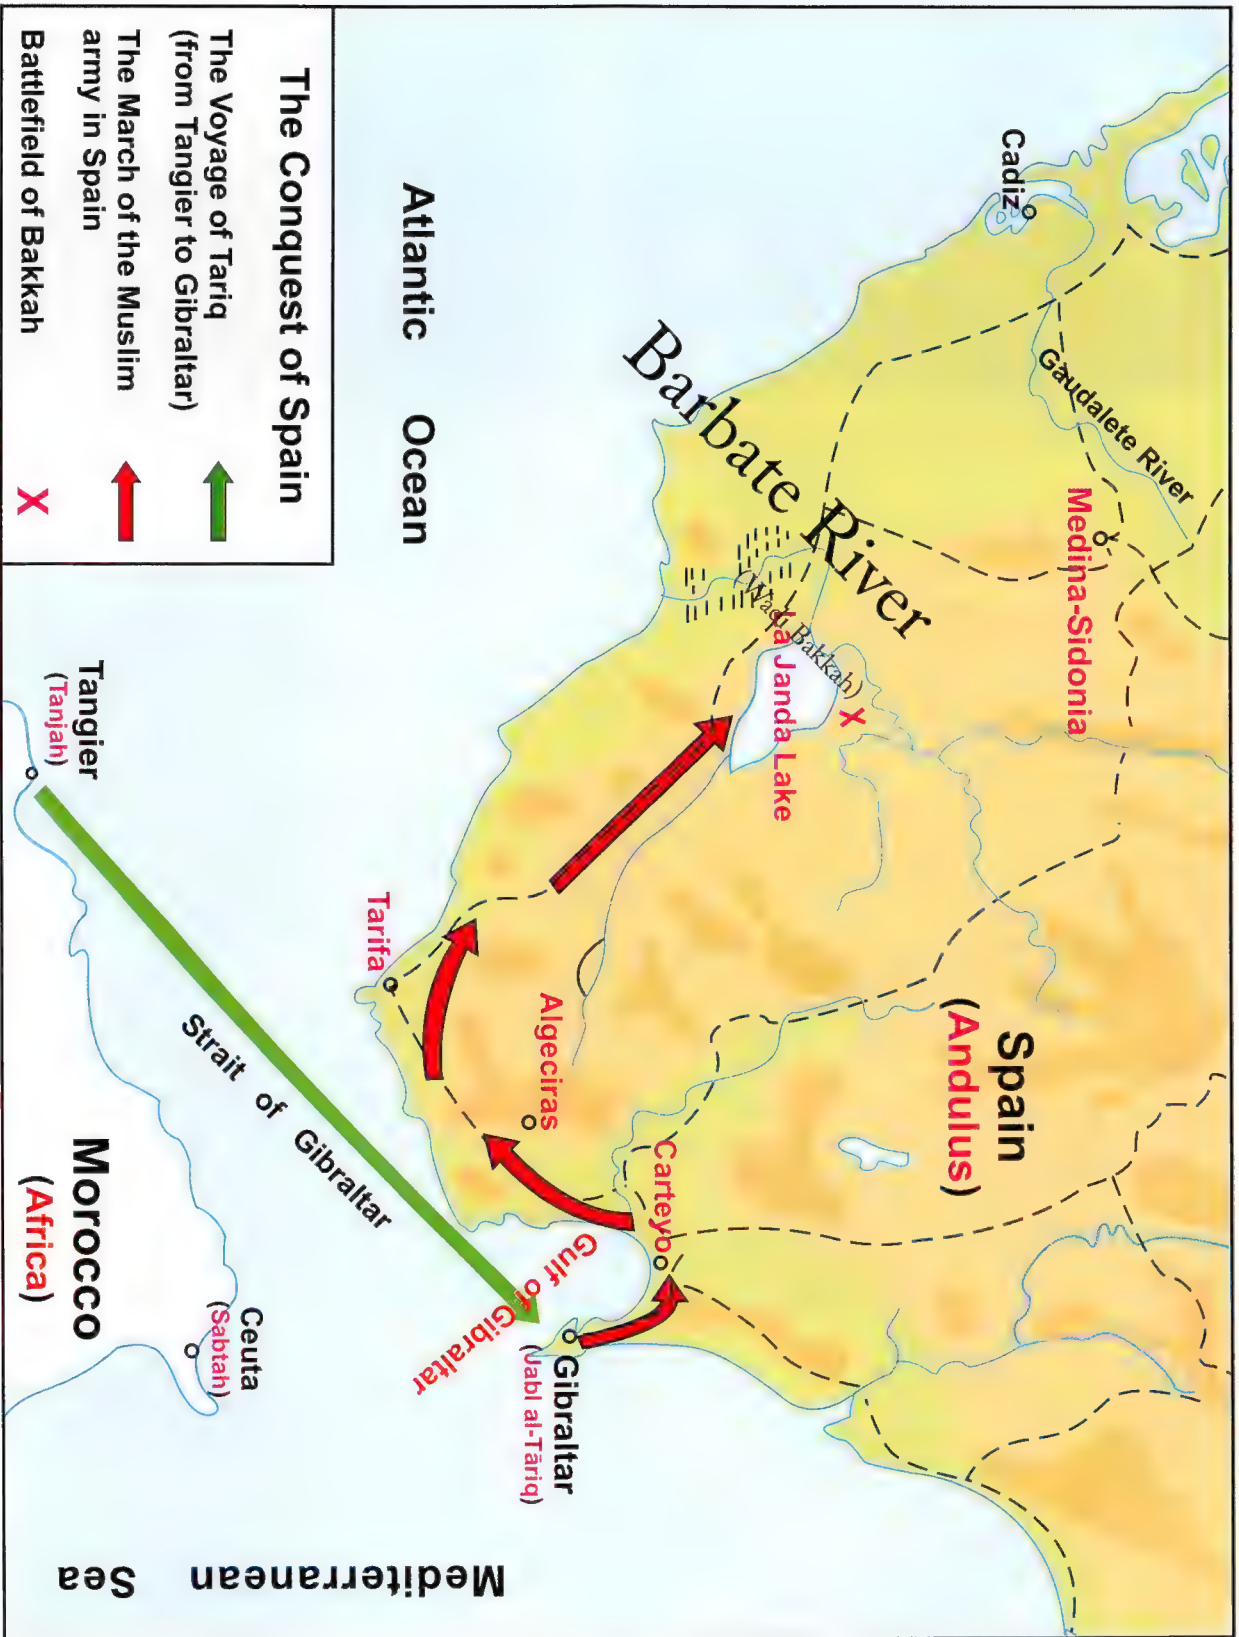 Cadiz
Gaudalete River
Medina-Sidonia
Barbate River
(Wadi Bakkah)
La Janda Lake
X
Spain
(Andulus)
Atlantic Ocean
Tarifa
Algeciras
Carteyo
Gulf of Gibraltar
Gibraltar
(Jabl al-Tāriq)
Strait of Gibraltar
Tangier
(Tanjah)
Ceuta
(Sabtah)
Morocco
(Africa)
Mediterranean
Sea
The Conquest of Spain
The Voyage of Tariq
(from Tangier to Gibraltar)
The March of the Muslim
army in Spain
Battlefield of Bakkah X